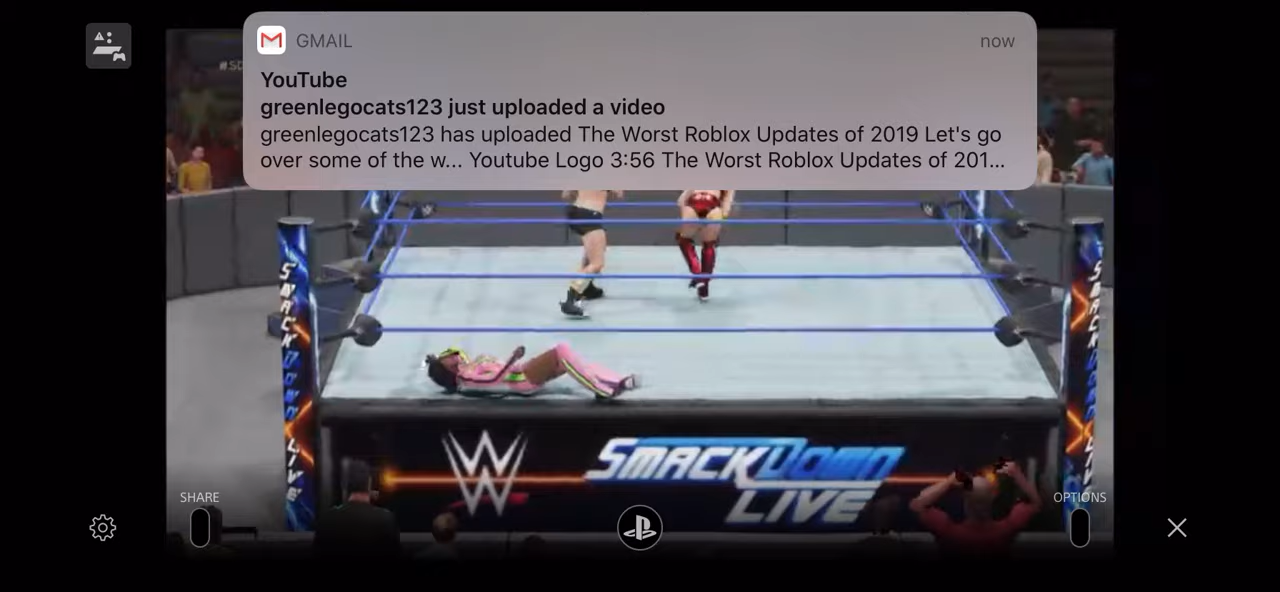 GMAIL
now
YouTube
greenlegocats123 just uploaded a video
greenlegocats123 has uploaded The Worst Roblox Updates of 2019 Let's go
over some of the w... Youtube Logo 3:56 The Worst Roblox Updates of 201...
SMACKDOWN LIVE
SMACKDOWN LIVE
W
SMACKDOWN
LIVE
SHARE
OPTIONS